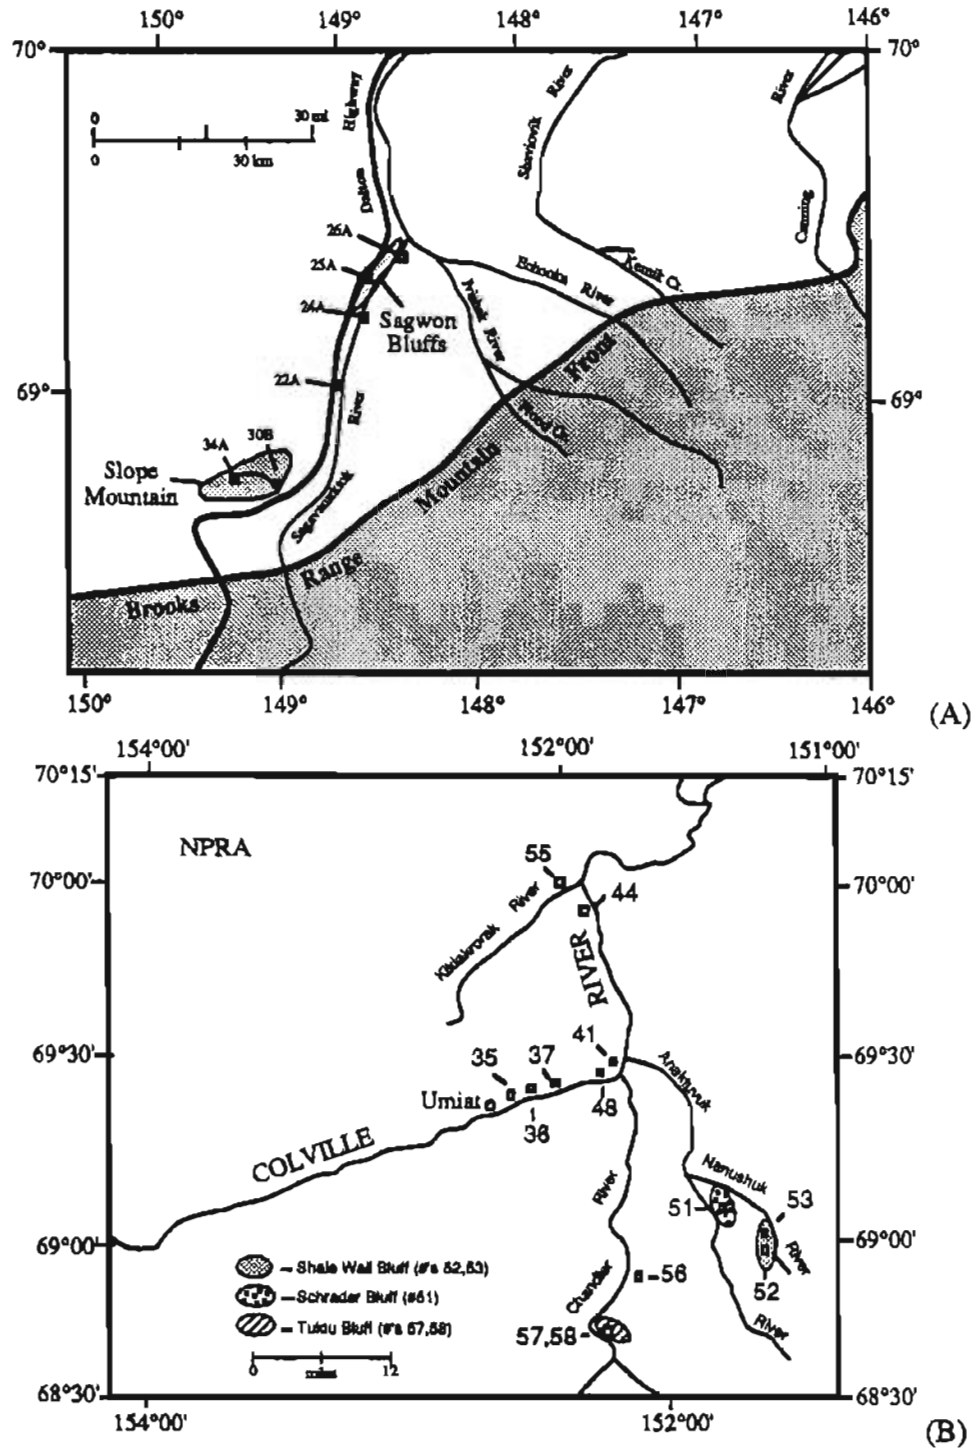 150° 149° 148° 147° 146°
70° 70°
0 30 mi.
0 30 km
Highway
Dalton
River
Shaviovik
River
Canning
26A
25A
24A
22A
Sagwon
Bluffs
Echooka River
Kemik Cr.
Ivishak River
69° 69°
River
Sagavanirktok
34A 30B
Slope
Mountain
Flood Cr.
Brooks Range Mountain Front
150° 149° 148° 147° 146°
(A)
154°00' 152°00' 151°00'
70°15' 70°15'
NPRA
55
70°00' 70°00'
44
River
RIVER
41
69°30' 69°30'
35 37
Umiat
36
48
Anaktuvuk
COLVILLE
River
Nanushuk
51
53
River
69°00' 69°00'
52
56
Chandler
57,58
River
– Shale Wall Bluff (#s 52,53)
– Schrader Bluff (#51)
– Tuktu Bluff (#s 57,58)
0 miles 12
68°30' 68°30'
154°00' 152°00'
(B)